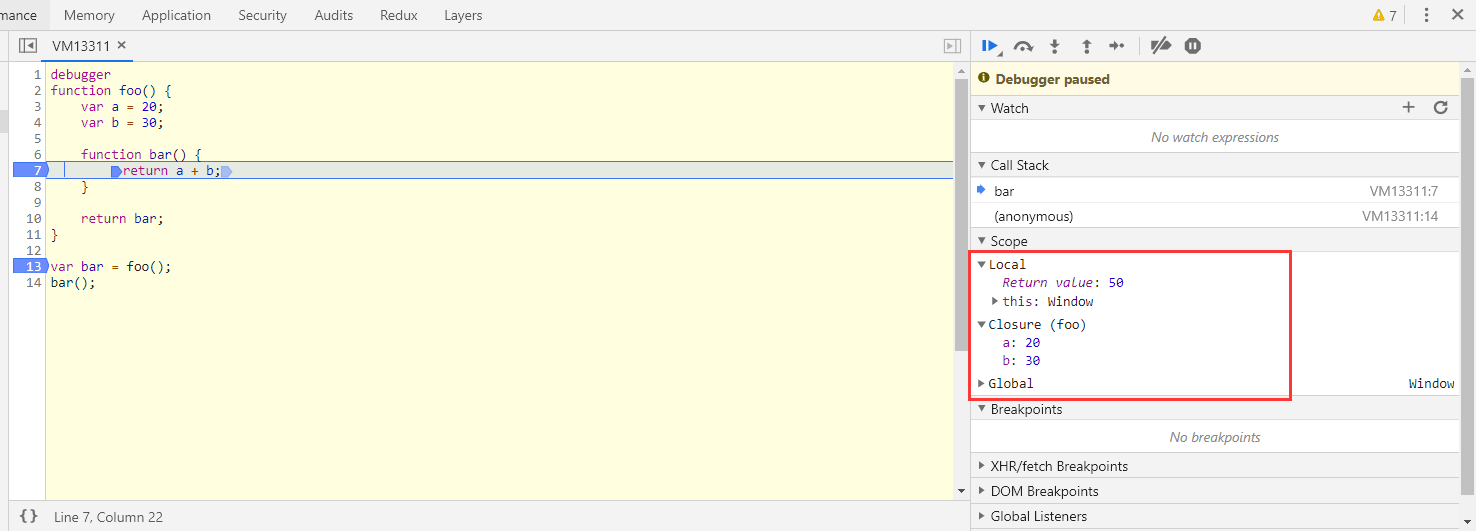 mance Memory Application Security Audits Redux Layers 7
VM13311
1 debugger
2 function foo() {
3     var a = 20;
4     var b = 30;
5
6     function bar() {
7         return a + b;
8     }
9
10     return bar;
11 }
12
13 var bar = foo();
14 bar();
{} Line 7, Column 22
Debugger paused
Watch
No watch expressions
Call Stack
bar VM13311:7
(anonymous) VM13311:14
Scope
Local
Return value: 50
this: Window
Closure (foo)
a: 20
b: 30
Global Window
Breakpoints
No breakpoints
XHR/fetch Breakpoints
DOM Breakpoints
Global Listeners